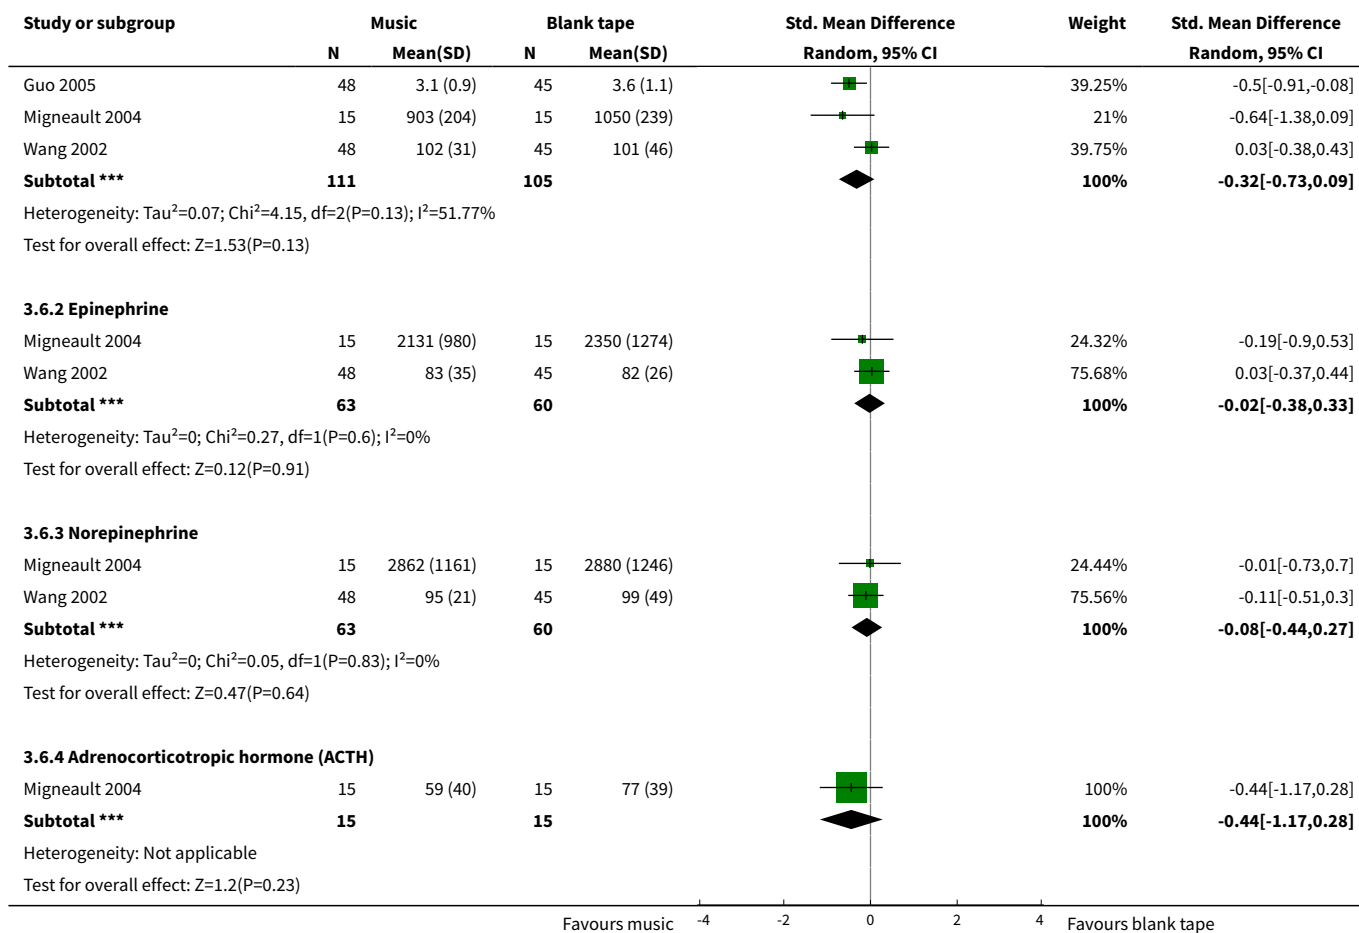 Study or subgroup Music Blank tape Std. Mean Difference Weight Std. Mean Difference
N Mean(SD) N Mean(SD) Random, 95% CI Random, 95% CI
Guo 2005 48 3.1 (0.9) 45 3.6 (1.1) 39.25% -0.5[-0.91,-0.08]
Migneault 2004 15 903 (204) 15 1050 (239) 21% -0.64[-1.38,0.09]
Wang 2002 48 102 (31) 45 101 (46) 39.75% 0.03[-0.38,0.43]
Subtotal *** 111 105 100% -0.32[-0.73,0.09]
Heterogeneity: Tau²=0.07; Chi²=4.15, df=2(P=0.13); I²=51.77%
Test for overall effect: Z=1.53(P=0.13)
3.6.2 Epinephrine
Migneault 2004 15 2131 (980) 15 2350 (1274) 24.32% -0.19[-0.9,0.53]
Wang 2002 48 83 (35) 45 82 (26) 75.68% 0.03[-0.37,0.44]
Subtotal *** 63 60 100% -0.02[-0.38,0.33]
Heterogeneity: Tau²=0; Chi²=0.27, df=1(P=0.6); I²=0%
Test for overall effect: Z=0.12(P=0.91)
3.6.3 Norepinephrine
Migneault 2004 15 2862 (1161) 15 2880 (1246) 24.44% -0.01[-0.73,0.7]
Wang 2002 48 95 (21) 45 99 (49) 75.56% -0.11[-0.51,0.3]
Subtotal *** 63 60 100% -0.08[-0.44,0.27]
Heterogeneity: Tau²=0; Chi²=0.05, df=1(P=0.83); I²=0%
Test for overall effect: Z=0.47(P=0.64)
3.6.4 Adrenocorticotropic hormone (ACTH)
Migneault 2004 15 59 (40) 15 77 (39) 100% -0.44[-1.17,0.28]
Subtotal *** 15 15 100% -0.44[-1.17,0.28]
Heterogeneity: Not applicable
Test for overall effect: Z=1.2(P=0.23)
Favours music -4 -2 0 2 4 Favours blank tape